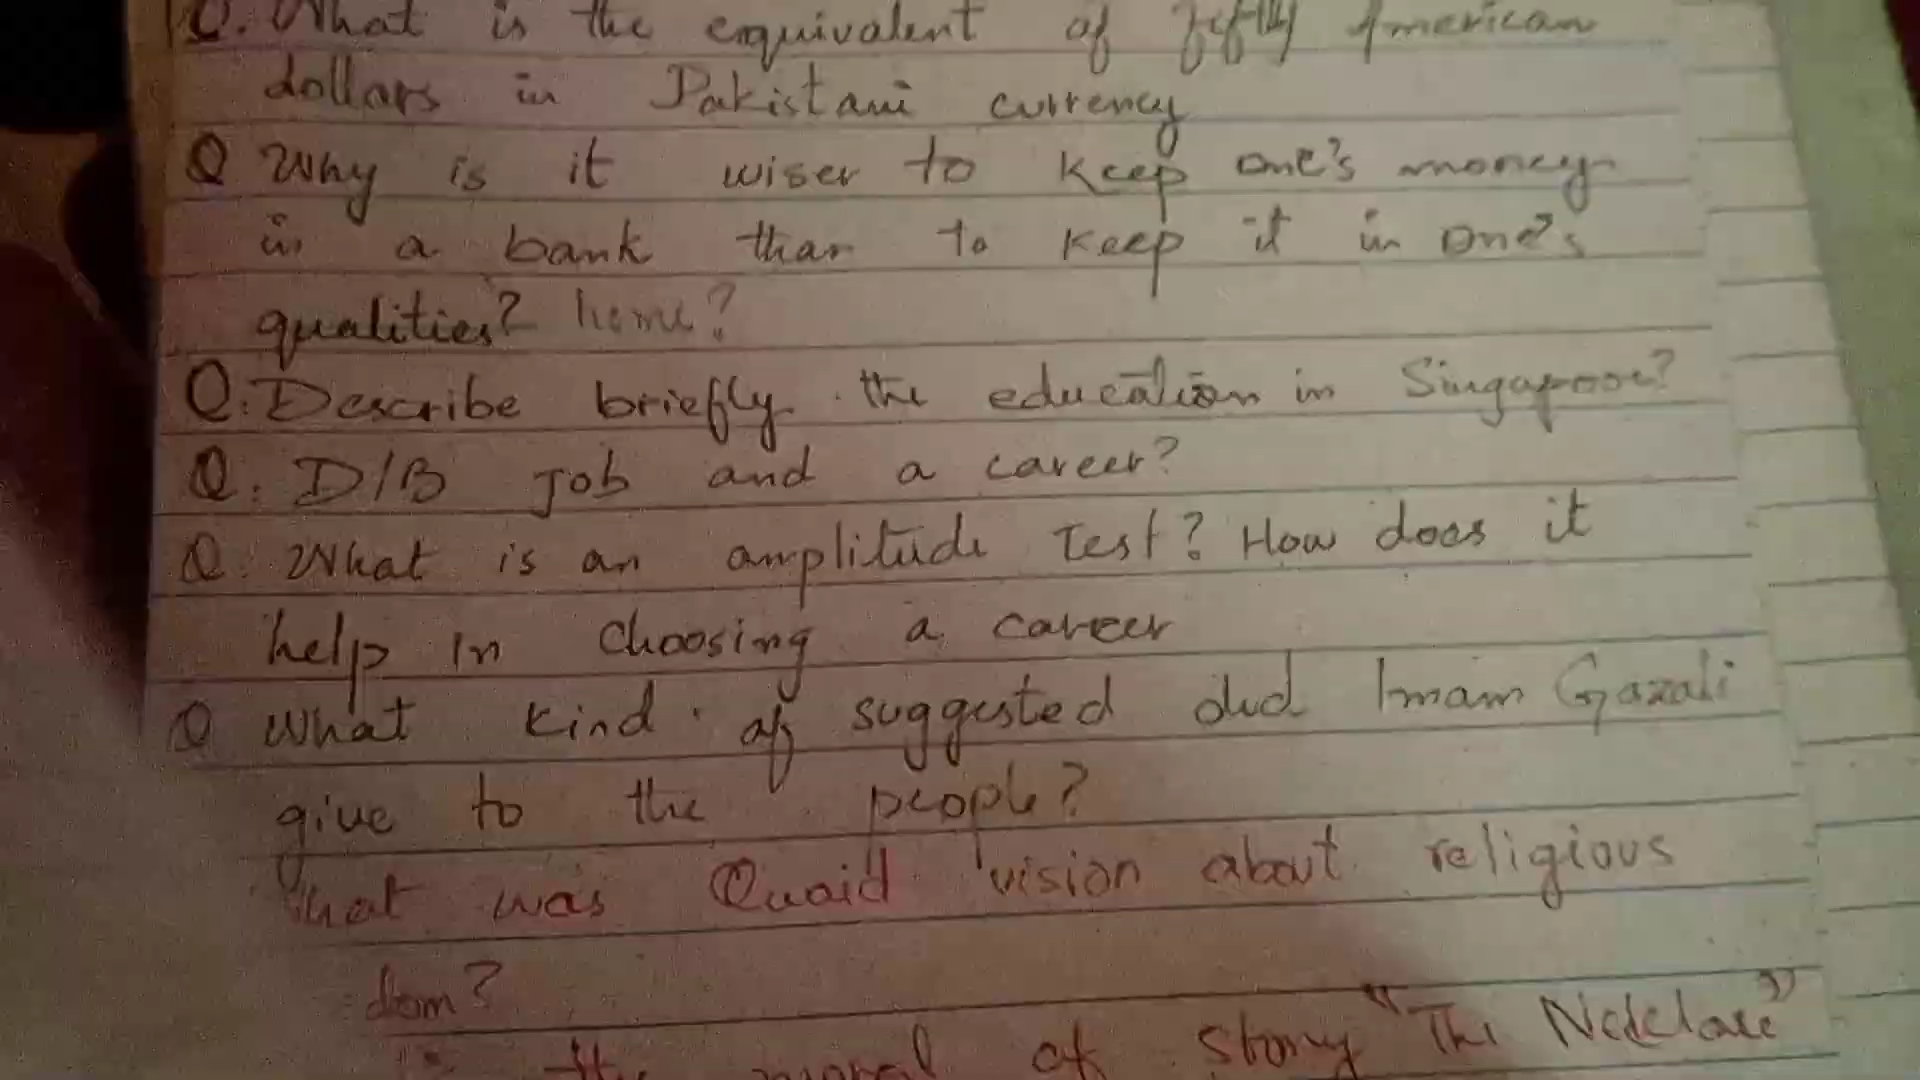 Q. What is the equivalent of fifty American
dollars in Pakistani currency
Q Why is it wiser to keep one's money
in a bank than to keep it in one's
qualities? home?
Q. Describe briefly the education in Singapore?
Q. D/B Job and a career?
Q. What is an amplitude Test? How does it
help in choosing a career
Q What kind of suggested did Imam Gazali
give to the people?
hat was Quaid vision about religious
dom?
the moral of story "The Necklace"